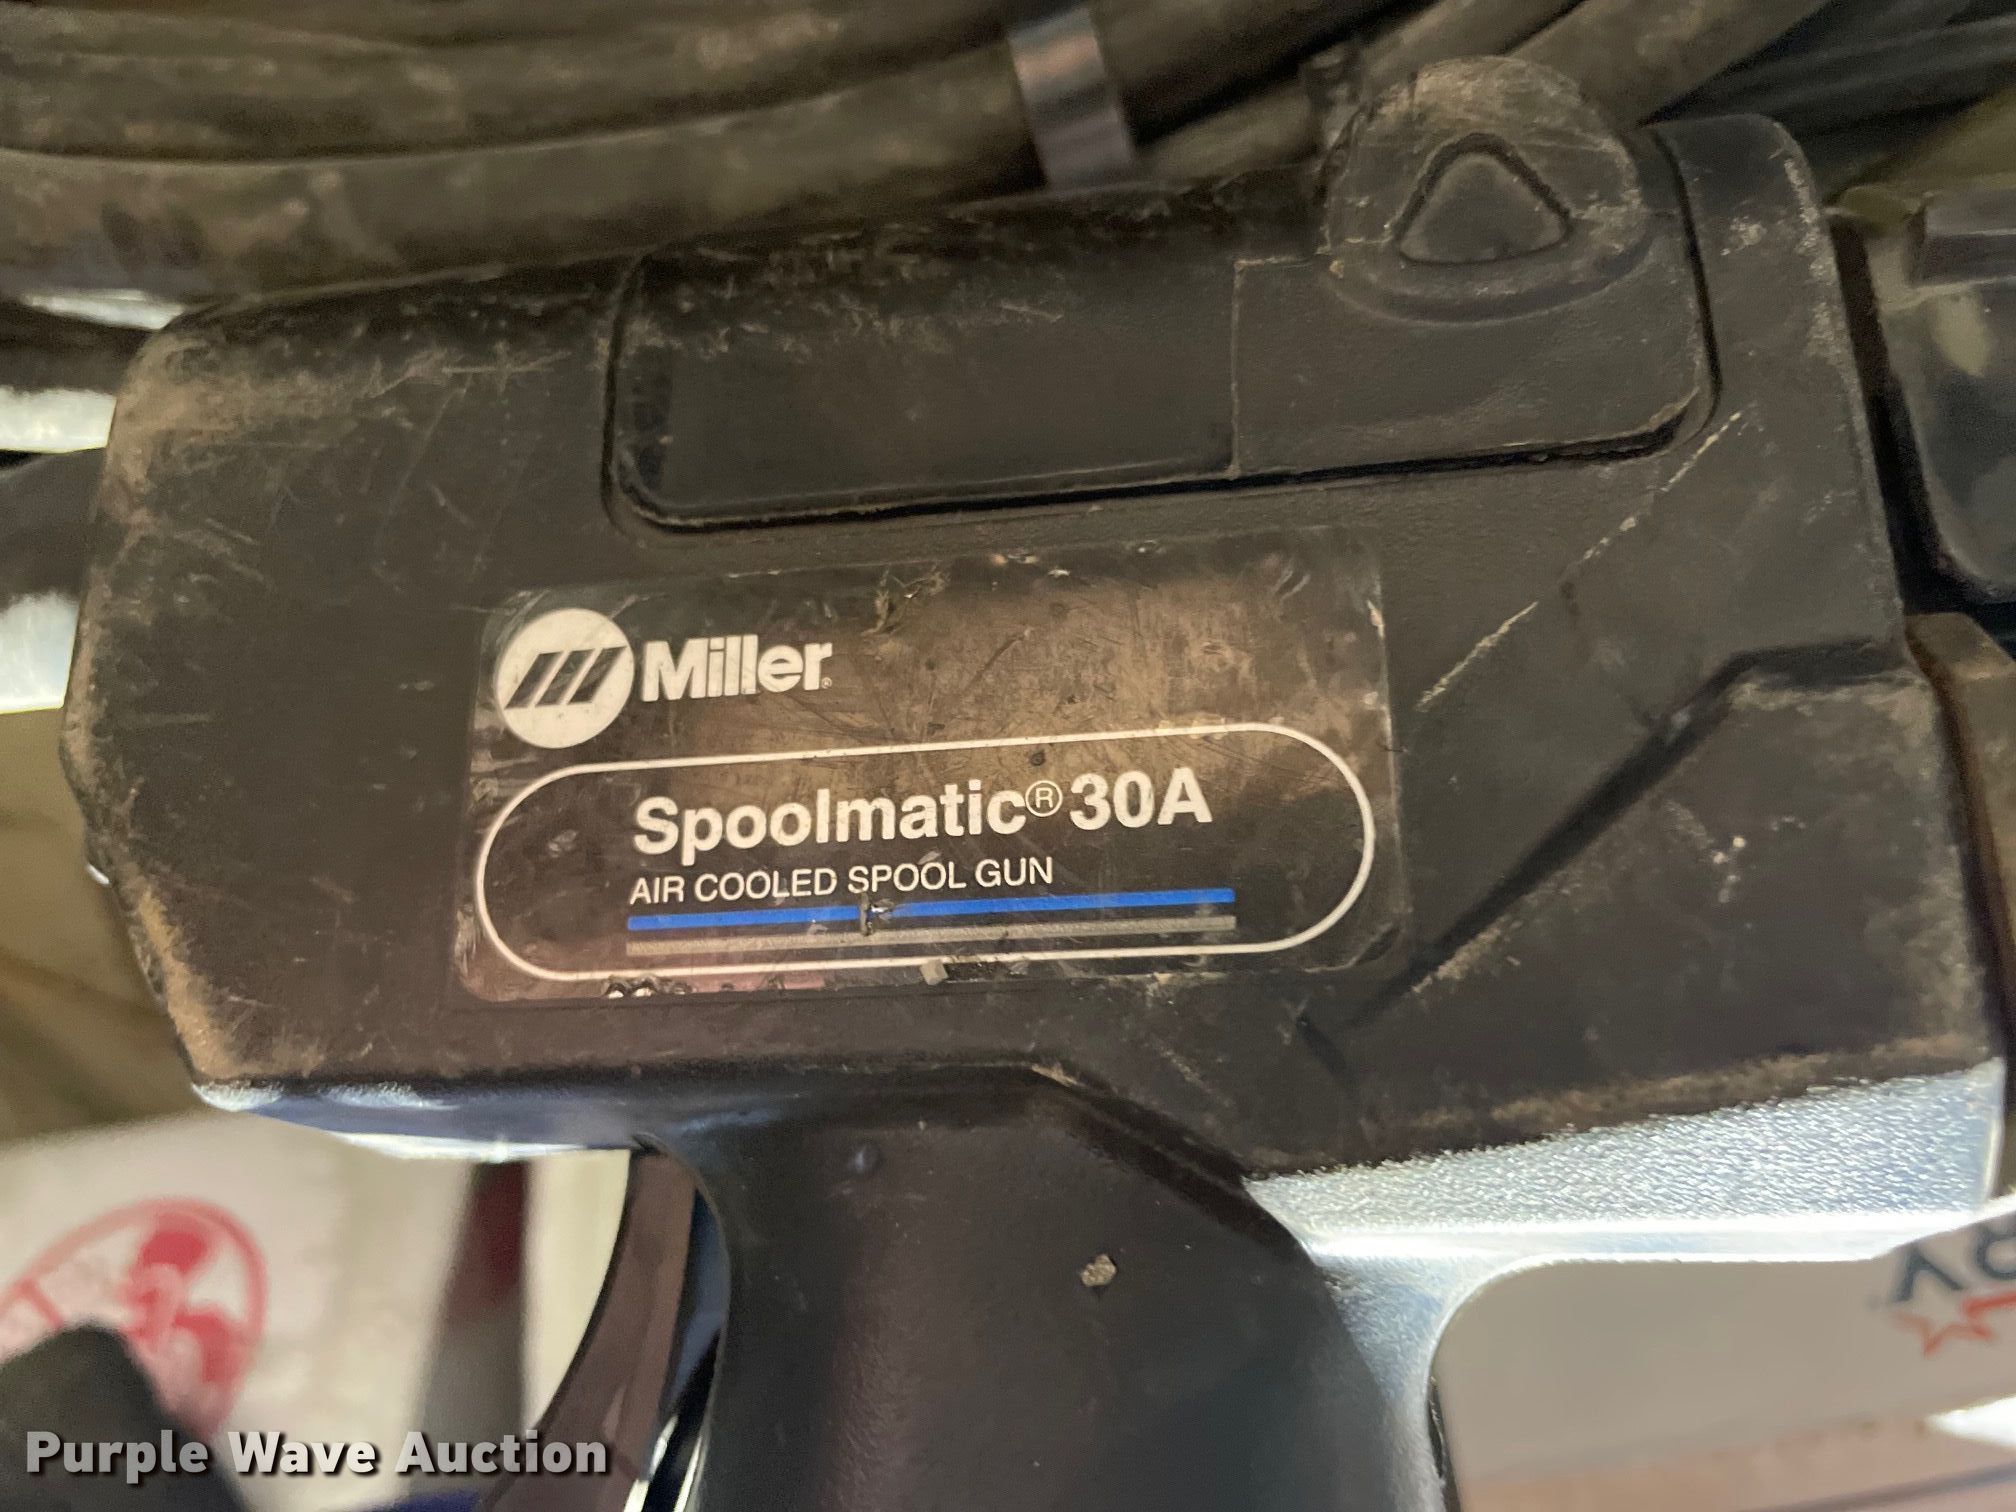 Miller®
Spoolmatic® 30A
AIR COOLED SPOOL GUN
Purple Wave Auction